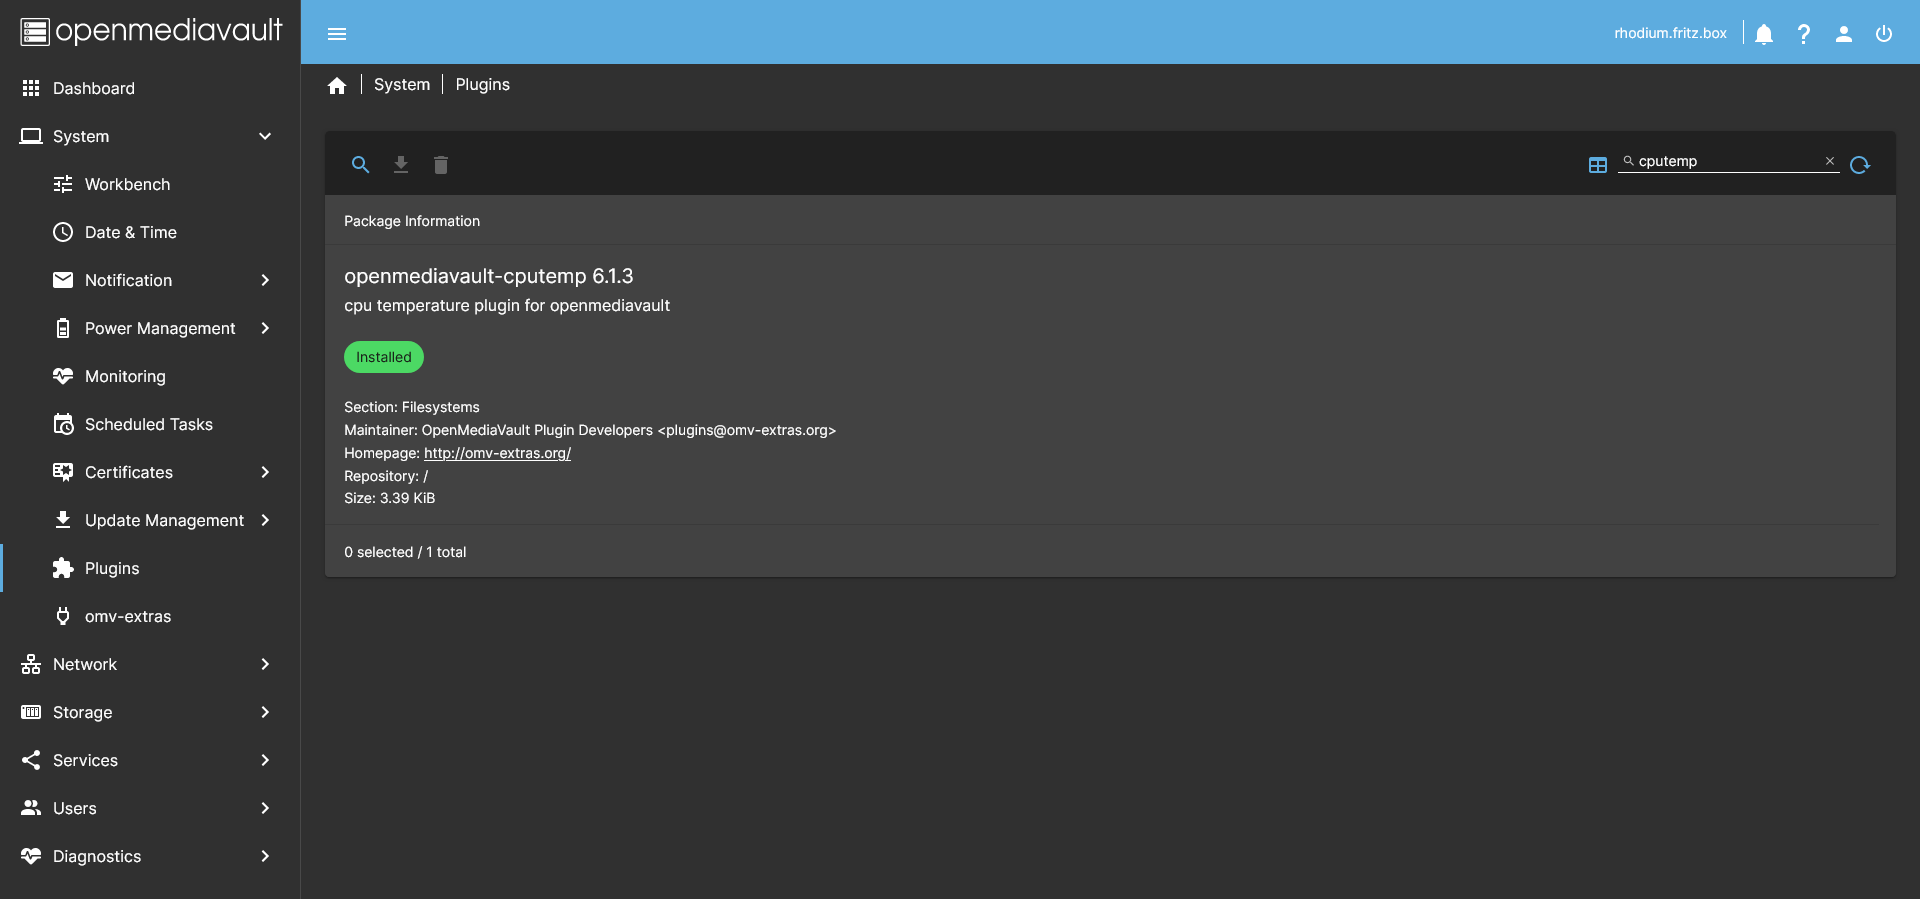 openmediavault
rhodium.fritz.box
Dashboard
System
Workbench
Date & Time
Notification
Power Management
Monitoring
Scheduled Tasks
Certificates
Update Management
Plugins
omv-extras
Network
Storage
Services
Users
Diagnostics
System
Plugins
cputemp
Package Information
openmediavault-cputemp 6.1.3
cpu temperature plugin for openmediavault
Installed
Section: Filesystems
Maintainer: OpenMediaVault Plugin Developers <plugins@omv-extras.org>
Homepage: http://omv-extras.org/
Repository: /
Size: 3.39 KiB
0 selected / 1 total